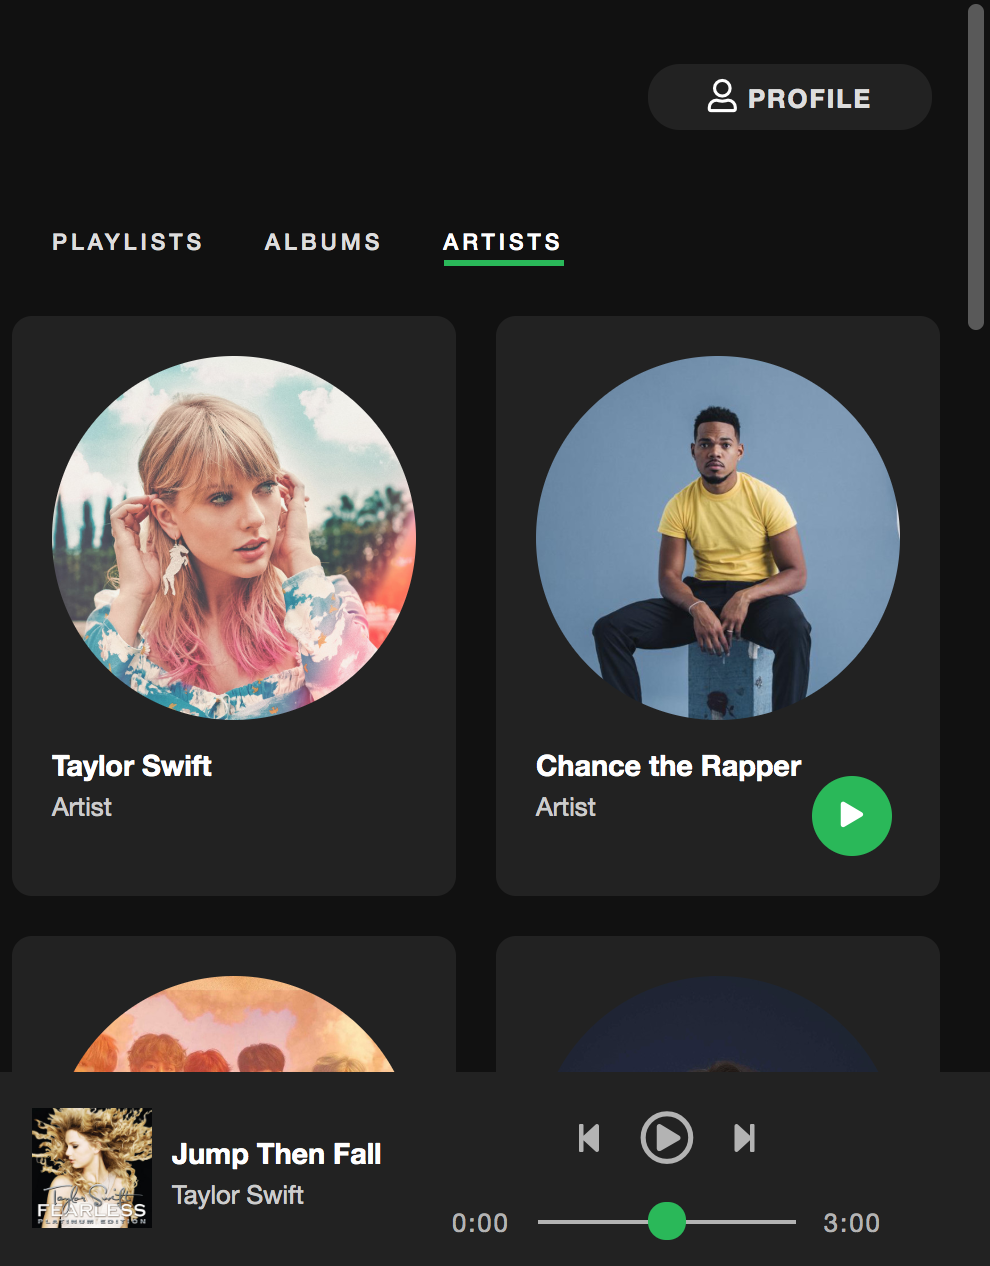 PROFILE
PLAYLISTS ALBUMS ARTISTS
Taylor Swift
Artist
Chance the Rapper
Artist
Taylor Swift
FEARLESS
PLATINUM EDITION
Jump Then Fall
Taylor Swift
0:00 3:00